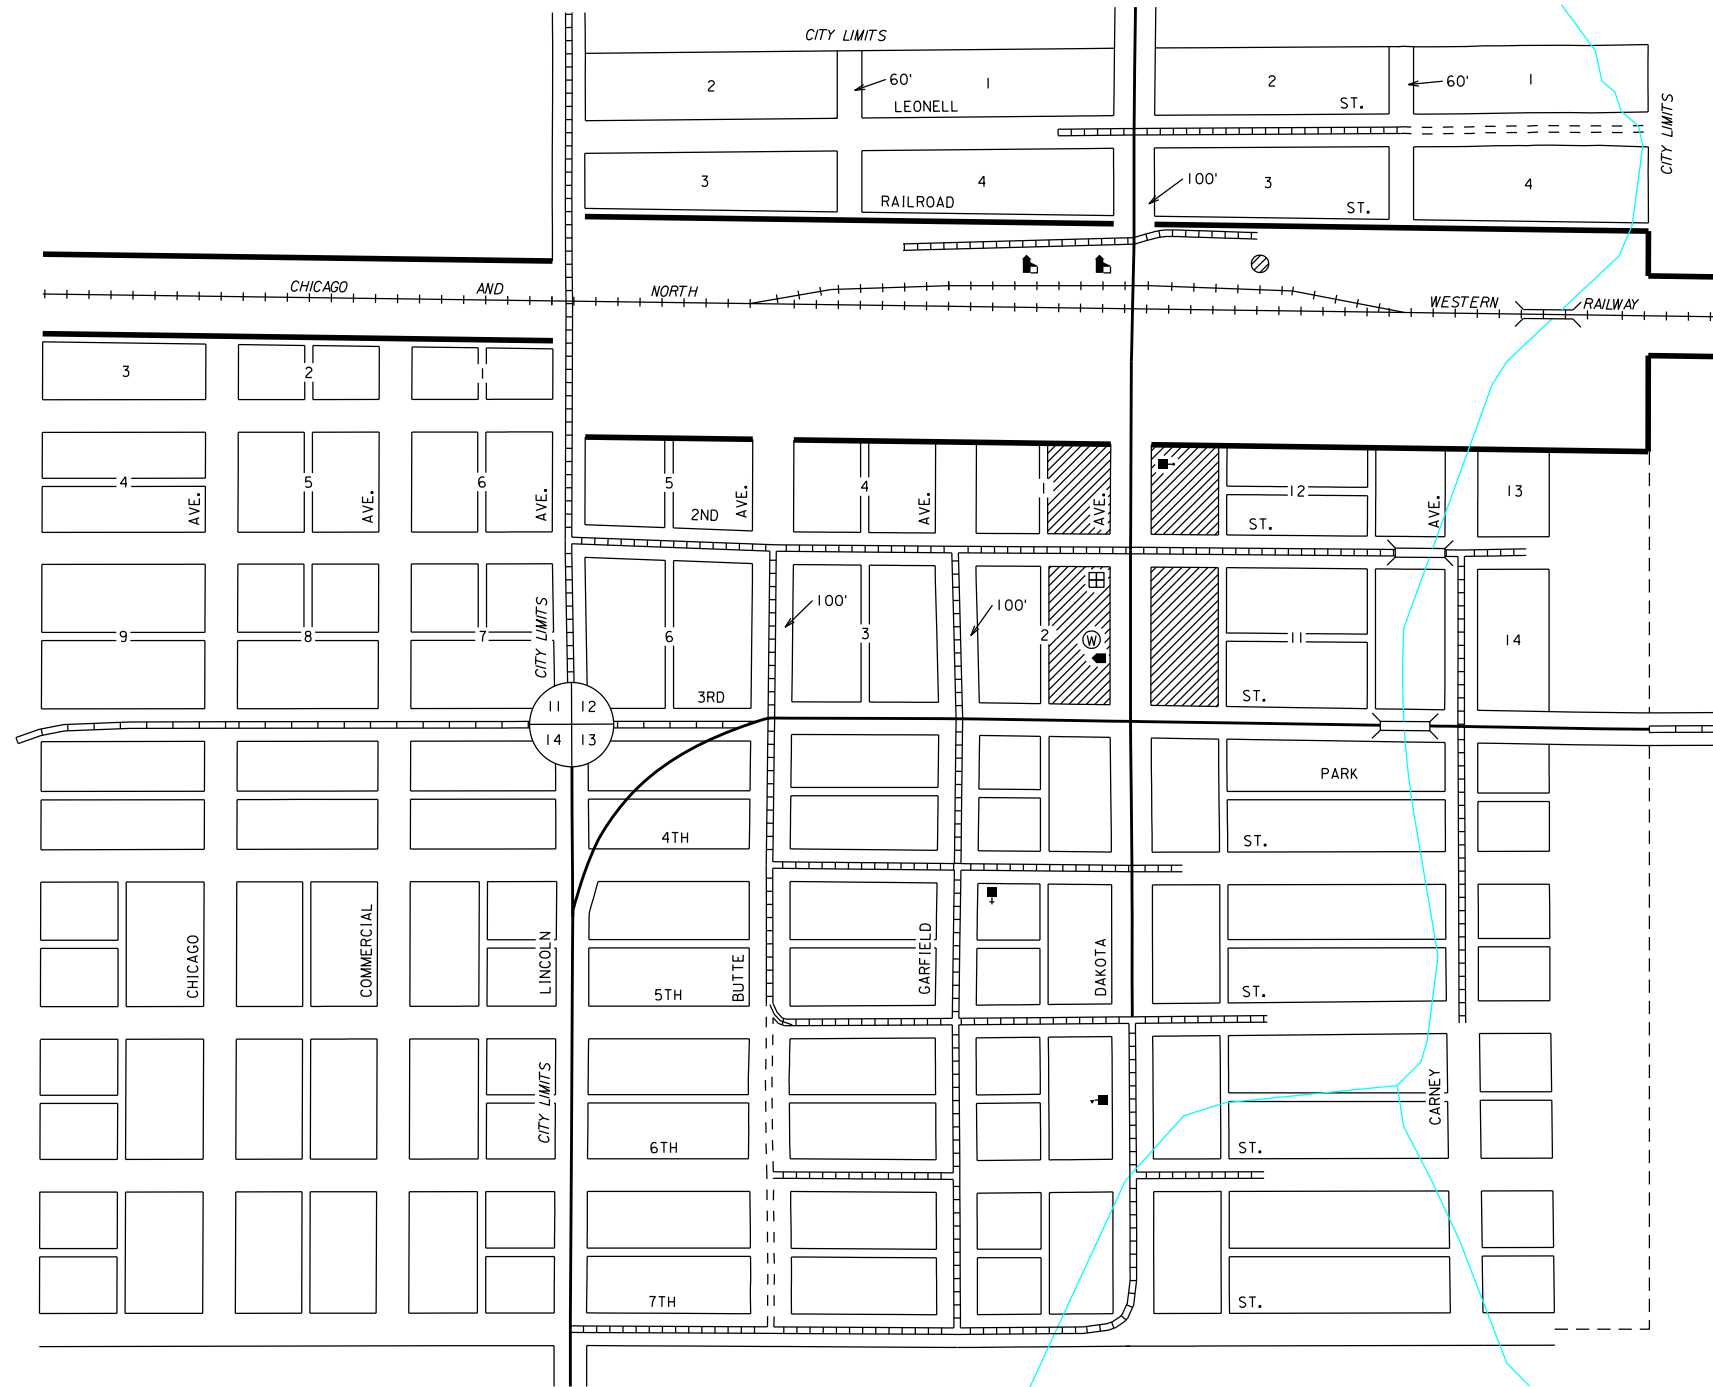 CITY LIMITS
2
60'
1
2
60'
1
LEONELL
ST.
CITY LIMITS
3
4
100'
3
4
RAILROAD
ST.
CHICAGO
AND
NORTH
WESTERN
RAILWAY
3
2
1
4
5
6
5
4
1
12
13
AVE.
AVE.
AVE.
AVE.
AVE.
AVE.
AVE.
2ND
ST.
9
8
7
CITY LIMITS
6
100'
3
100'
2
W
11
14
3RD
ST.
11
12
14
13
PARK
4TH
ST.
CHICAGO
COMMERCIAL
LINCOLN
BUTTE
GARFIELD
DAKOTA
5TH
ST.
CITY LIMITS
CARNEY
6TH
ST.
7TH
ST.